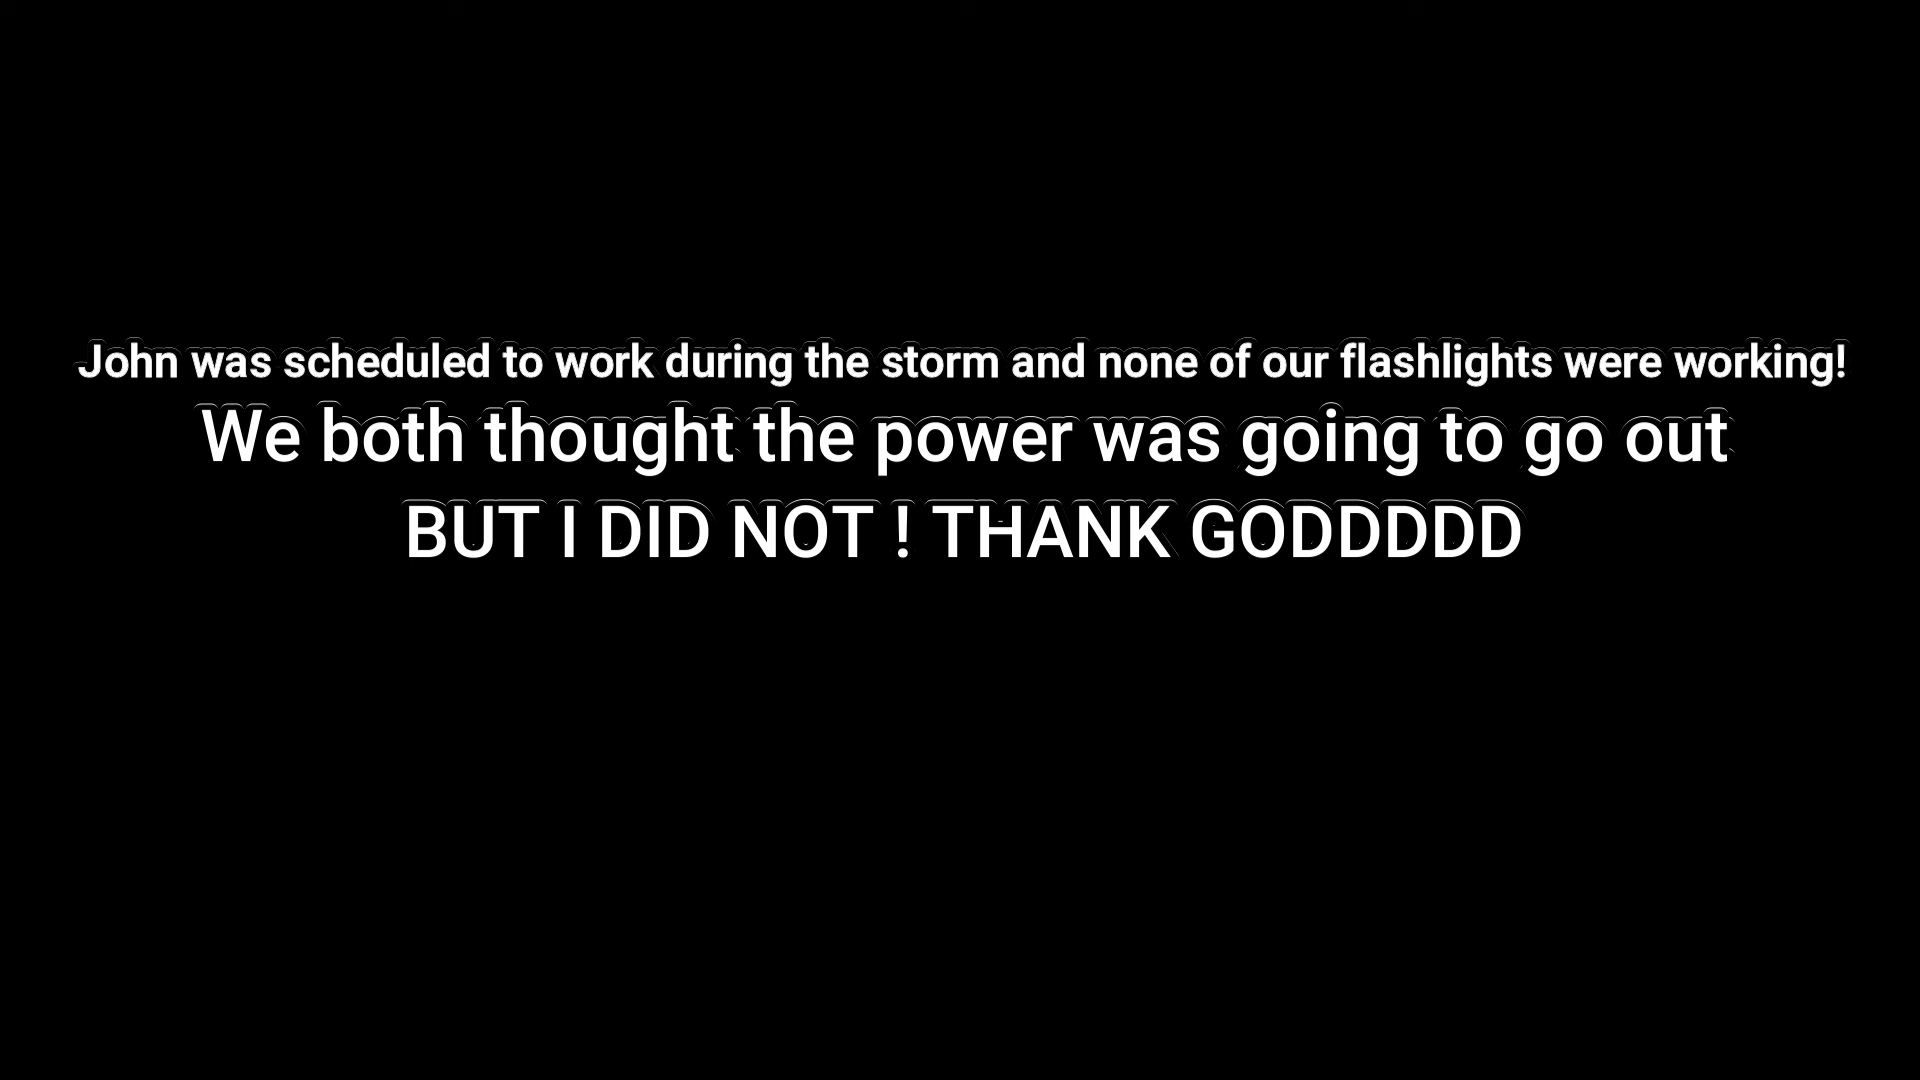 John was scheduled to work during the storm and none of our flashlights were working!
We both thought the power was going to go out
BUT I DID NOT ! THANK GODDDDD